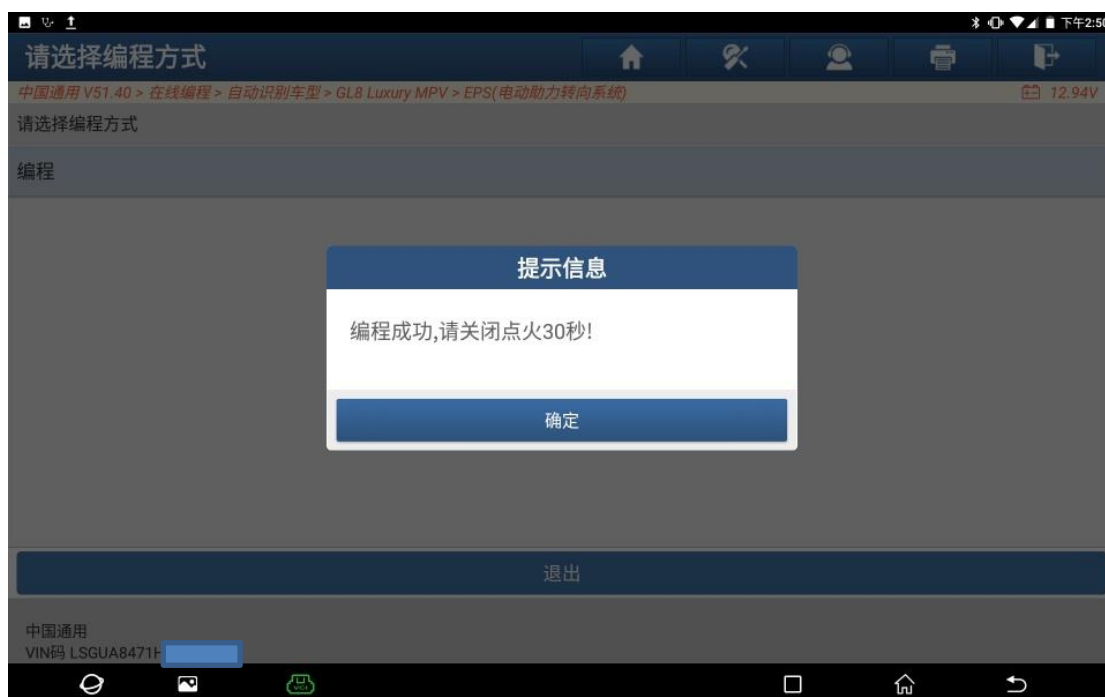 下午2:50
请选择编程方式
中国通用 V51.40 > 在线编程 > 自动识别车型 > GL8 Luxury MPV > EPS(电动助力转向系统)
12.94V
请选择编程方式
编程
提示信息
编程成功,请关闭点火30秒!
确定
退出
中国通用
VIN码 LSGUA8471H
VCI